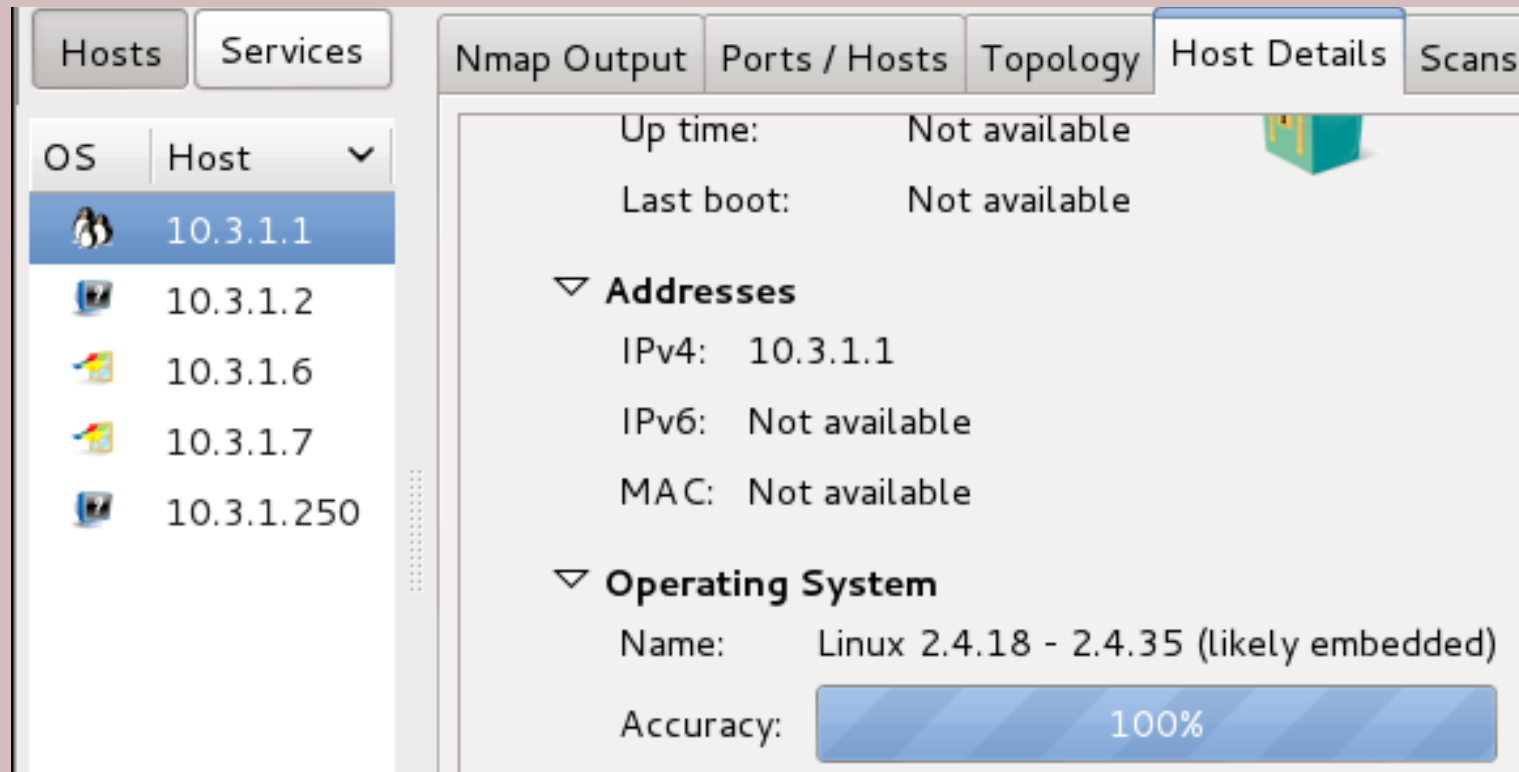 Hosts Services
Nmap Output Ports / Hosts Topology Host Details Scans
OS Host
10.3.1.1
10.3.1.2
10.3.1.6
10.3.1.7
10.3.1.250
Up time: Not available
Last boot: Not available
Addresses
IPv4: 10.3.1.1
IPv6: Not available
MAC: Not available
Operating System
Name: Linux 2.4.18 - 2.4.35 (likely embedded)
Accuracy: 100%